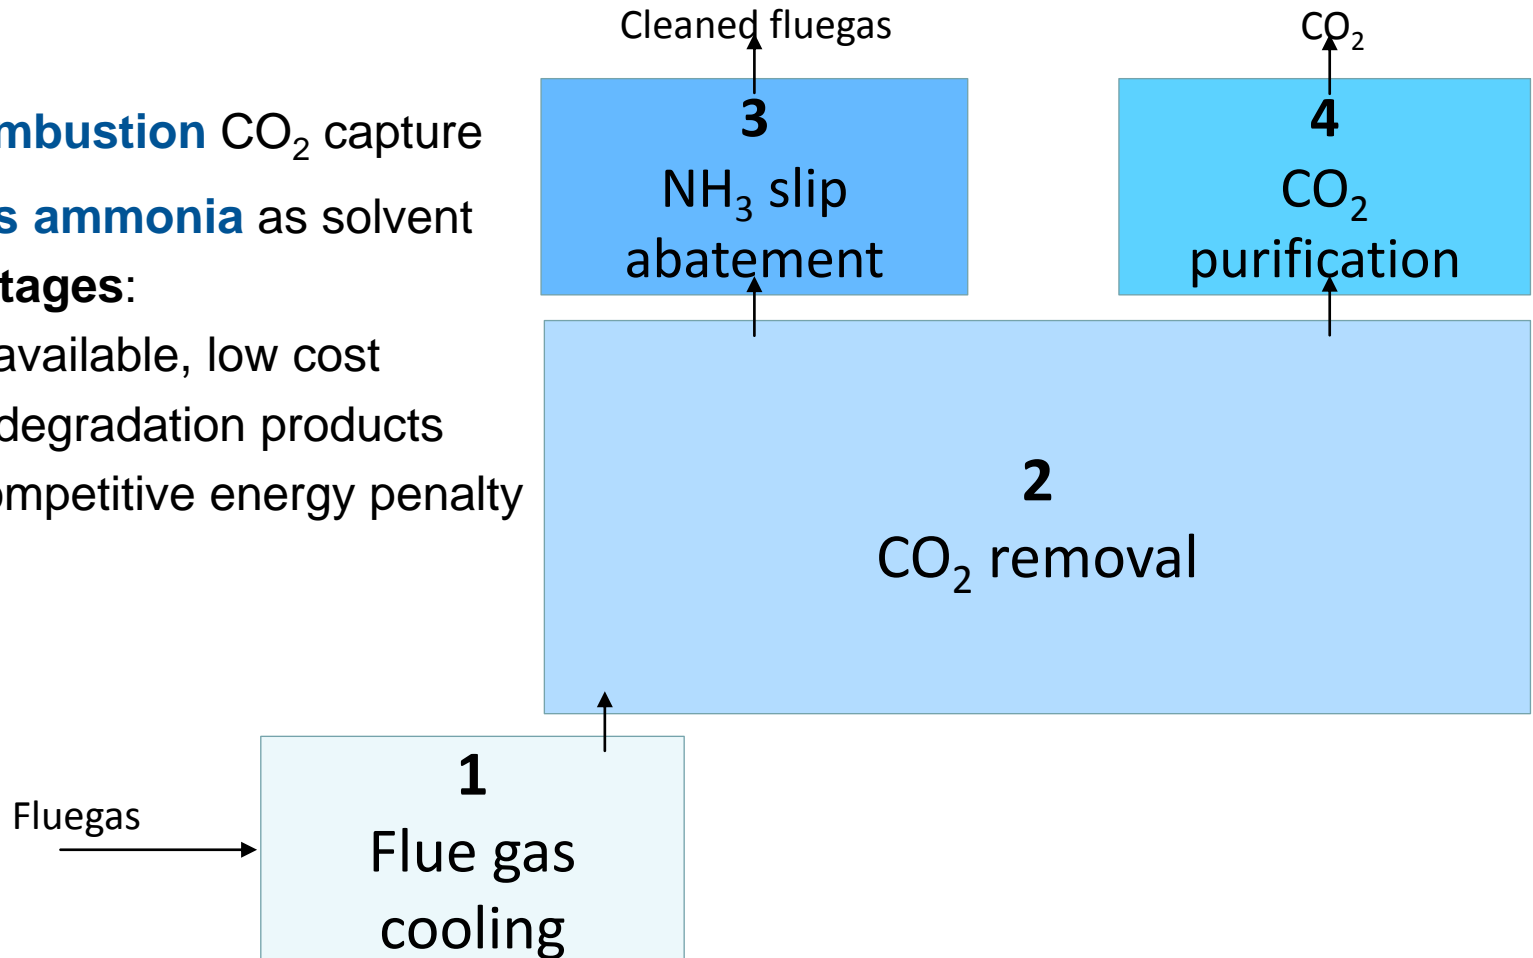 mbustion CO₂ capture
s ammonia as solvent
tages:
available, low cost
degradation products
ompetitive energy penalty
Cleaned fluegas
CO₂
3
NH₃ slip
abatement
4
CO₂
purification
2
CO₂ removal
1
Flue gas
cooling
Fluegas